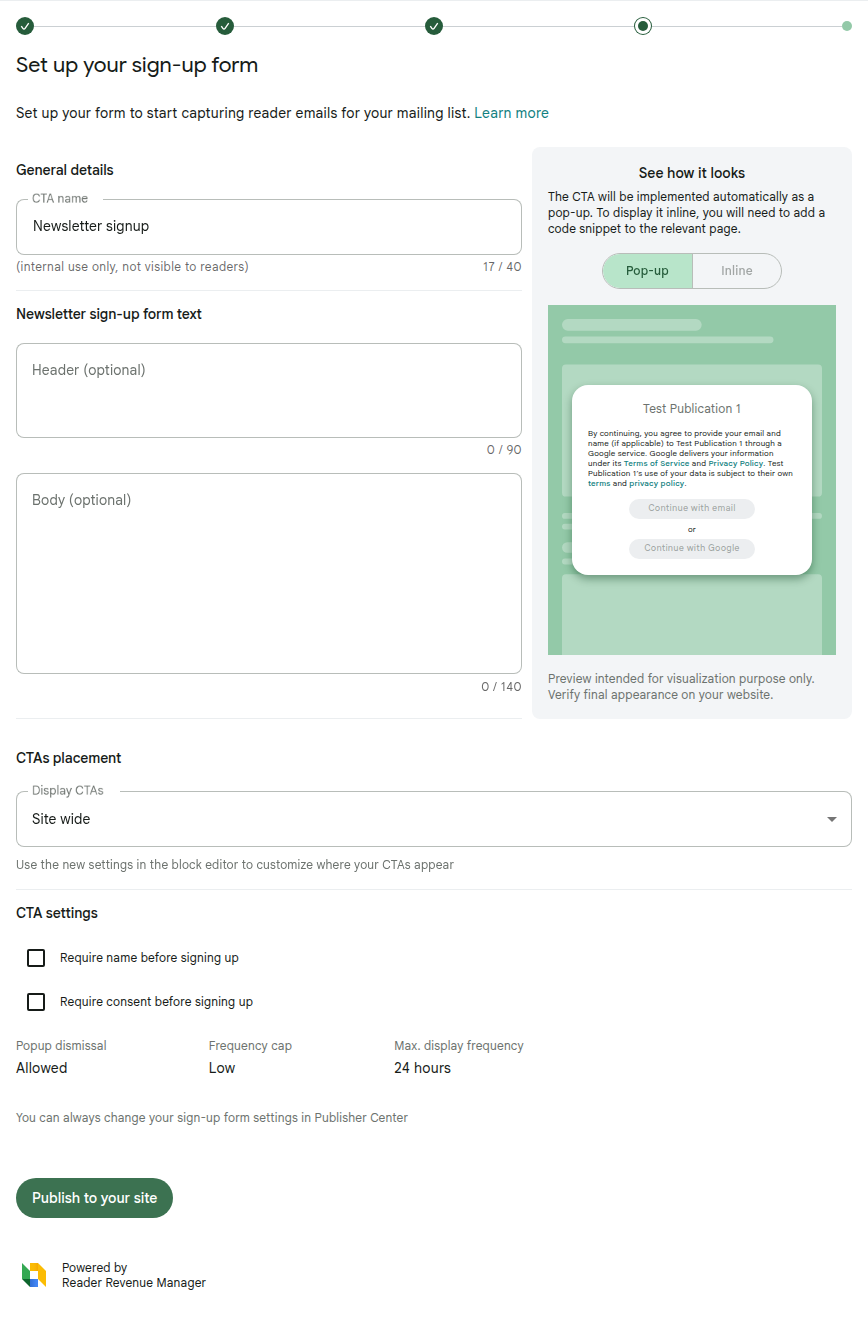 Set up your sign-up form
Set up your form to start capturing reader emails for your mailing list. Learn more
General details
CTA name
Newsletter signup
(internal use only, not visible to readers)
17 / 40
Newsletter sign-up form text
Header (optional)
0 / 90
Body (optional)
0 / 140
See how it looks
The CTA will be implemented automatically as a
pop-up. To display it inline, you will need to add a
code snippet to the relevant page.
Pop-up
Inline
Test Publication 1
By continuing, you agree to provide your email and
name (if applicable) to Test Publication 1 through a
Google service. Google delivers your information
under its Terms of Service and Privacy Policy. Test
Publication 1's use of your data is subject to their own
terms and privacy policy.
Continue with email
or
Continue with Google
Preview intended for visualization purpose only.
Verify final appearance on your website.
CTAs placement
Display CTAs
Site wide
Use the new settings in the block editor to customize where your CTAs appear
CTA settings
Require name before signing up
Require consent before signing up
Popup dismissal
Allowed
Frequency cap
Low
Max. display frequency
24 hours
You can always change your sign-up form settings in Publisher Center
Publish to your site
Powered by
Reader Revenue Manager